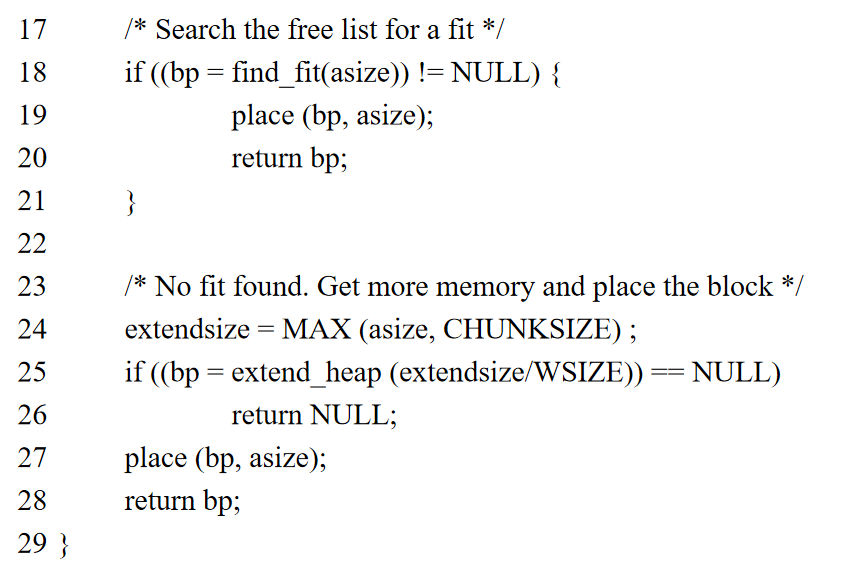 17 /* Search the free list for a fit */
18 if ((bp = find_fit(asize)) != NULL) {
19 place (bp, asize);
20 return bp;
21 }
22
23 /* No fit found. Get more memory and place the block */
24 extendsize = MAX (asize, CHUNKSIZE) ;
25 if ((bp = extend_heap (extendsize/WSIZE)) == NULL)
26 return NULL;
27 place (bp, asize);
28 return bp;
29 }